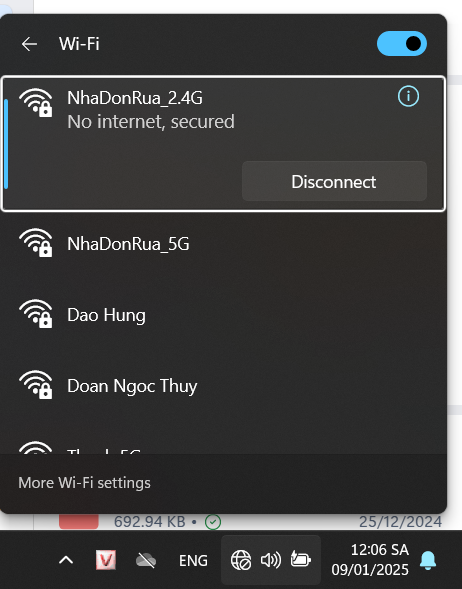 Wi-Fi
NhaDonRua_2.4G
No internet, secured
Disconnect
NhaDonRua_5G
Dao Hung
Doan Ngoc Thuy
More Wi-Fi settings
692.94 KB •
25/12/2024
V
ENG
12:06 SA
09/01/2025